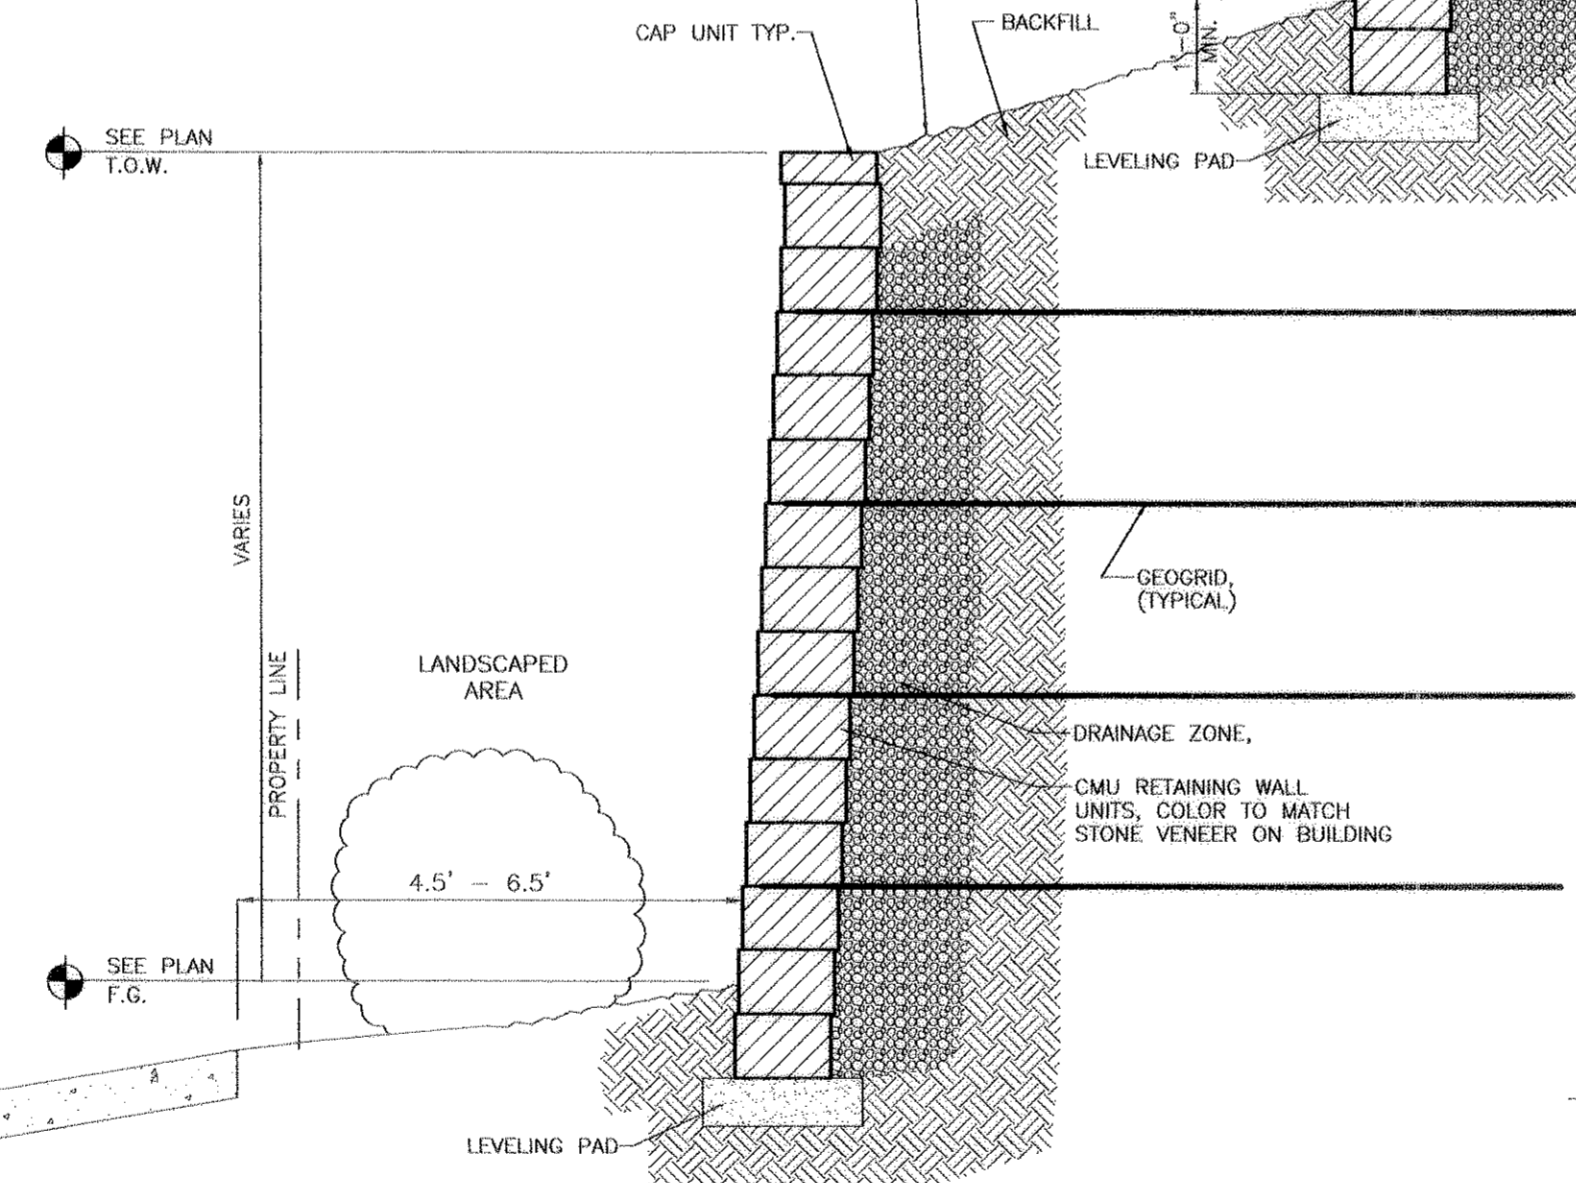 CAP UNIT TYP.
BACKFILL
1'-0"
MIN.
SEE PLAN
T.O.W.
LEVELING PAD
VARIES
GEOGRID,
(TYPICAL)
PROPERTY LINE
LANDSCAPED
AREA
DRAINAGE ZONE,
CMU RETAINING WALL
UNITS, COLOR TO MATCH
STONE VENEER ON BUILDING
4.5' - 6.5'
SEE PLAN
F.G.
LEVELING PAD